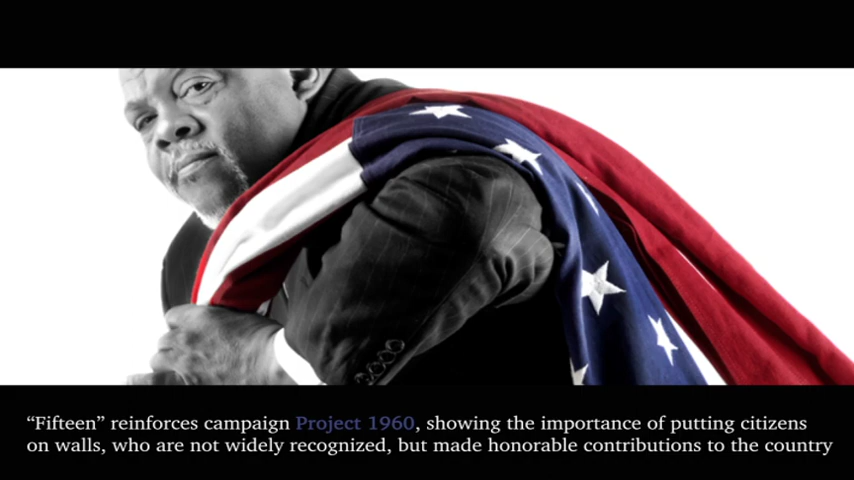 “Fifteen” reinforces campaign Project 1960, showing the importance of putting citizens
on walls, who are not widely recognized, but made honorable contributions to the country